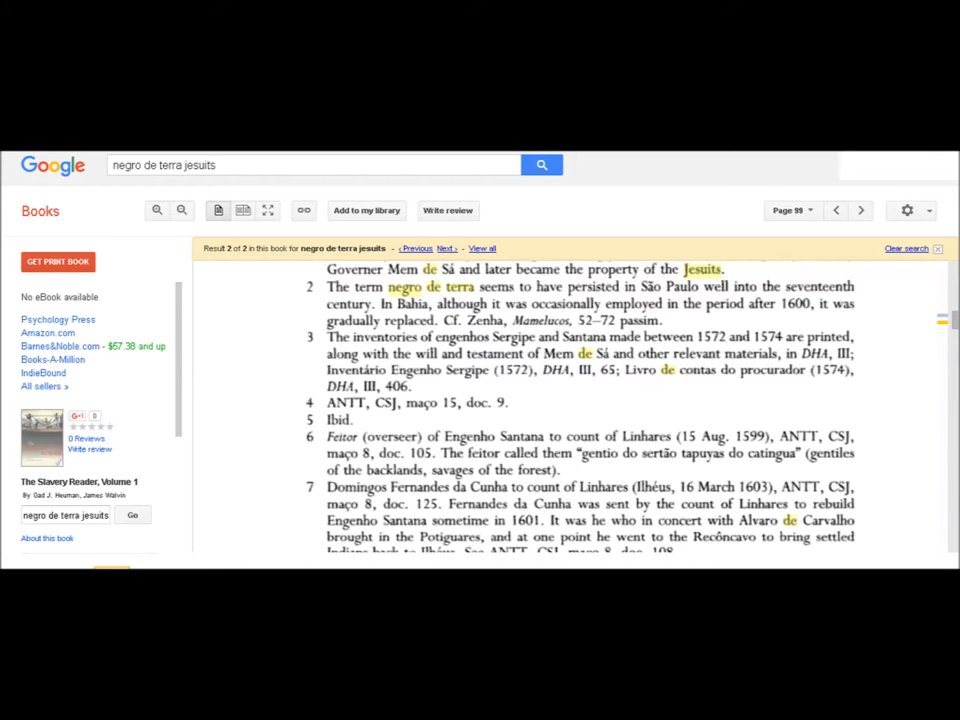 Google
negro de terra jesuits
Books
Add to my library
Write review
Page 99
Result 2 of 2 in this book for negro de terra jesuits - ‹ Previous Next › - View all
Clear search
GET PRINT BOOK
No eBook available
Psychology Press
Amazon.com
Barnes&Noble.com - $57.38 and up
Books-A-Million
IndieBound
All sellers »
G+1 0
0 Reviews
Write review
The Slavery Reader, Volume 1
By Gad J. Heuman, James Walvin
negro de terra jesuits
Go
About this book
Governer Mem de Sá and later became the property of the Jesuits.
2 The term negro de terra seems to have persisted in São Paulo well into the seventeenth
century. In Bahia, although it was occasionally employed in the period after 1600, it was
gradually replaced. Cf. Zenha, Mamelucos, 52–72 passim.
3 The inventories of engenhos Sergipe and Santana made between 1572 and 1574 are printed,
along with the will and testament of Mem de Sá and other relevant materials, in DHA, III;
Inventário Engenho Sergipe (1572), DHA, III, 65; Livro de contas do procurador (1574),
DHA, III, 406.
4 ANTT, CSJ, maço 15, doc. 9.
5 Ibid.
6 Feitor (overseer) of Engenho Santana to count of Linhares (15 Aug. 1599), ANTT, CSJ,
maço 8, doc. 105. The feitor called them “gentio do sertão tapuyas do catingua” (gentiles
of the backlands, savages of the forest).
7 Domingos Fernandes da Cunha to count of Linhares (Ilhéus, 16 March 1603), ANTT, CSJ,
maço 8, doc. 125. Fernandes da Cunha was sent by the count of Linhares to rebuild
Engenho Santana sometime in 1601. It was he who in concert with Alvaro de Carvalho
brought in the Potiguares, and at one point he went to the Recôncavo to bring settled
Indians back to Ilhéus. See ANTT, CSJ, maço 8, doc. 108.